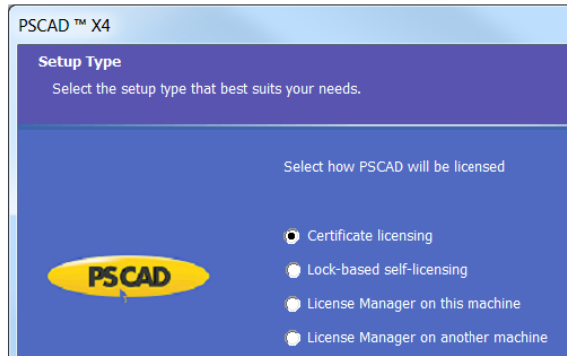 PSCAD ™ X4
Setup Type
Select the setup type that best suits your needs.
Select how PSCAD will be licensed
Certificate licensing
Lock-based self-licensing
PSCAD
License Manager on this machine
License Manager on another machine